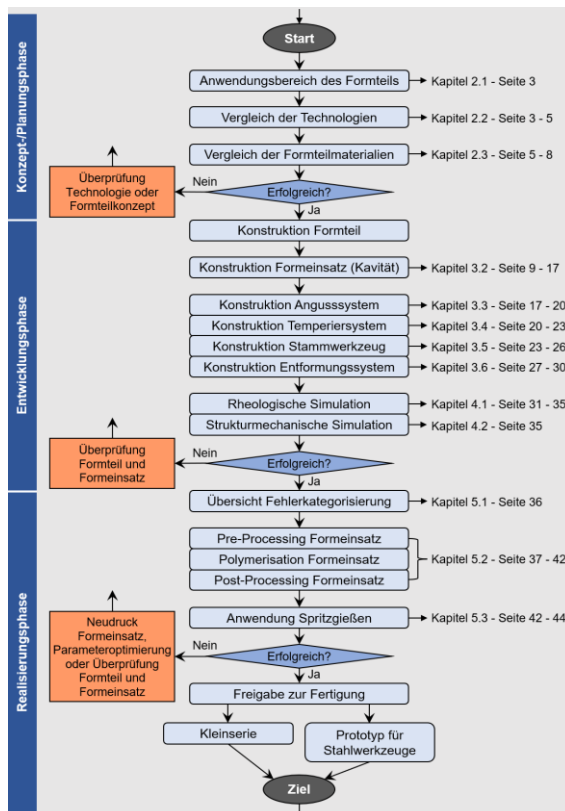 Konzept-/Planungsphase
Start
Anwendungsbereich des Formteils
Kapitel 2.1 - Seite 3
Vergleich der Technologien
Kapitel 2.2 - Seite 3 - 5
Vergleich der Formteilmaterialien
Kapitel 2.3 - Seite 5 - 8
Überprüfung
Technologie oder
Formteilkonzept
Nein
Erfolgreich?
Ja
Entwicklungsphase
Konstruktion Formteil
Konstruktion Formeinsatz (Kavität)
Kapitel 3.2 - Seite 9 - 17
Konstruktion Angusssystem
Kapitel 3.3 - Seite 17 - 20
Konstruktion Temperiersystem
Kapitel 3.4 - Seite 20 - 23
Konstruktion Stammwerkzeug
Kapitel 3.5 - Seite 23 - 26
Konstruktion Entformungssystem
Kapitel 3.6 - Seite 27 - 30
Rheologische Simulation
Kapitel 4.1 - Seite 31 - 35
Strukturmechanische Simulation
Kapitel 4.2 - Seite 35
Überprüfung
Formteil und
Formeinsatz
Nein
Erfolgreich?
Ja
Realisierungsphase
Übersicht Fehlerkategorisierung
Kapitel 5.1 - Seite 36
Pre-Processing Formeinsatz
Polymerisation Formeinsatz
Kapitel 5.2 - Seite 37 - 42
Post-Processing Formeinsatz
Anwendung Spritzgießen
Kapitel 5.3 - Seite 42 - 44
Neudruck
Formeinsatz,
Parameteroptimierung
oder Überprüfung
Formteil und
Formeinsatz
Nein
Erfolgreich?
Ja
Freigabe zur Fertigung
Kleinserie
Prototyp für
Stahlwerkzeuge
Ziel